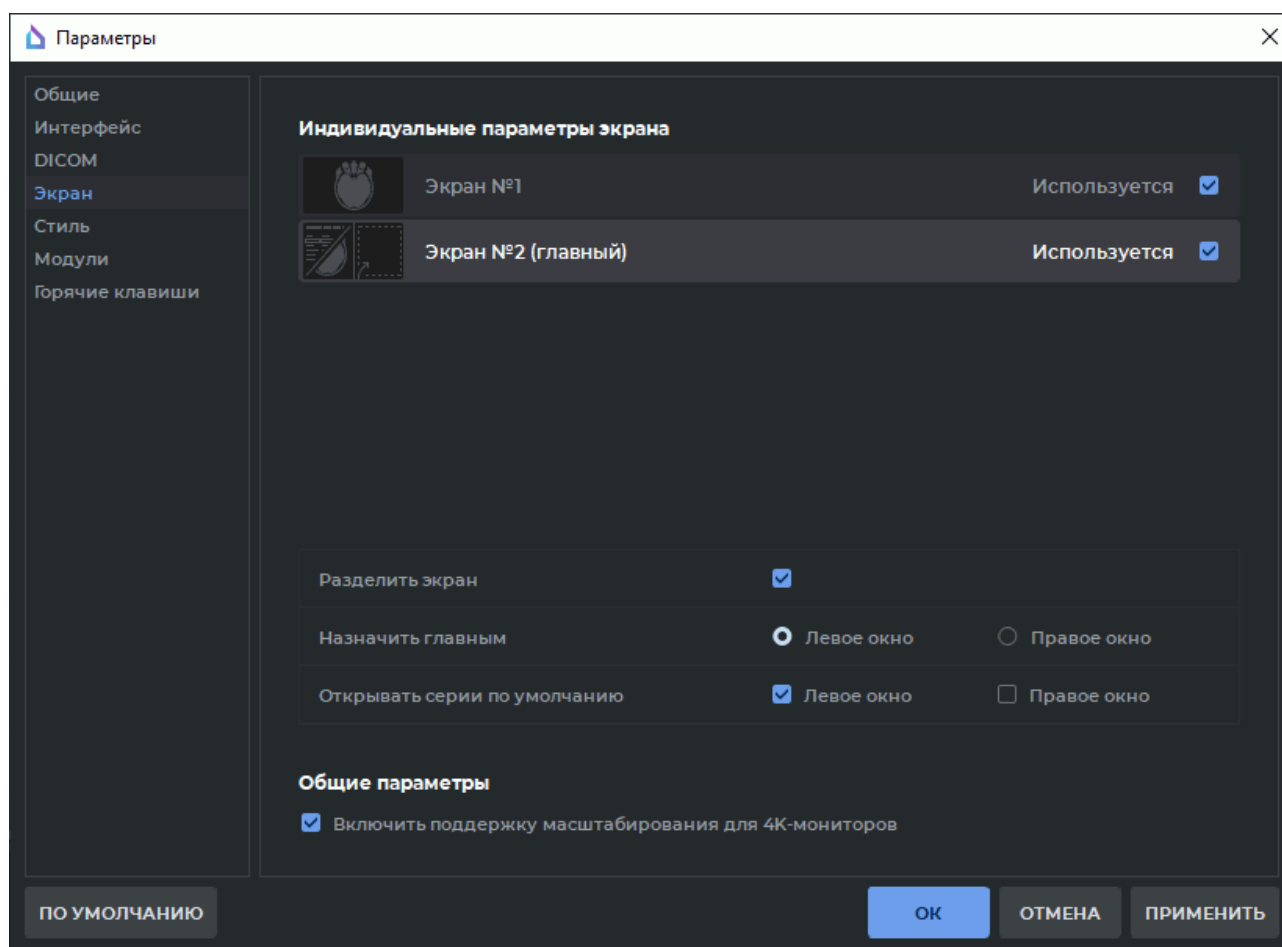 Параметры
Общие
Интерфейс
DICOM
Экран
Стиль
Модули
Горячие клавиши
Индивидуальные параметры экрана
Экран №1 Используется
Экран №2 (главный) Используется
Разделить экран
Назначить главным Левое окно Правое окно
Открывать серии по умолчанию Левое окно Правое окно
Общие параметры
Включить поддержку масштабирования для 4К-мониторов
ПО УМОЛЧАНИЮ ОК ОТМЕНА ПРИМЕНИТЬ